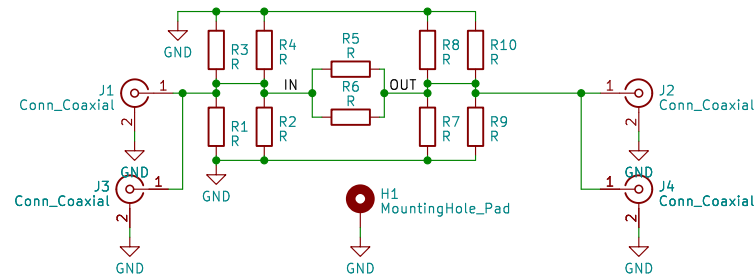 GND
R3
R
R4
R
R5
R
R8
R
R10
R
J1
Conn_Coaxial
1
2
GND
IN
R6
R
OUT
J2
Conn_Coaxial
1
2
GND
R1
R
R2
R
R7
R
R9
R
J3
Conn_Coaxial
1
2
GND
GND
H1
MountingHole_Pad
GND
J4
Conn_Coaxial
1
2
GND